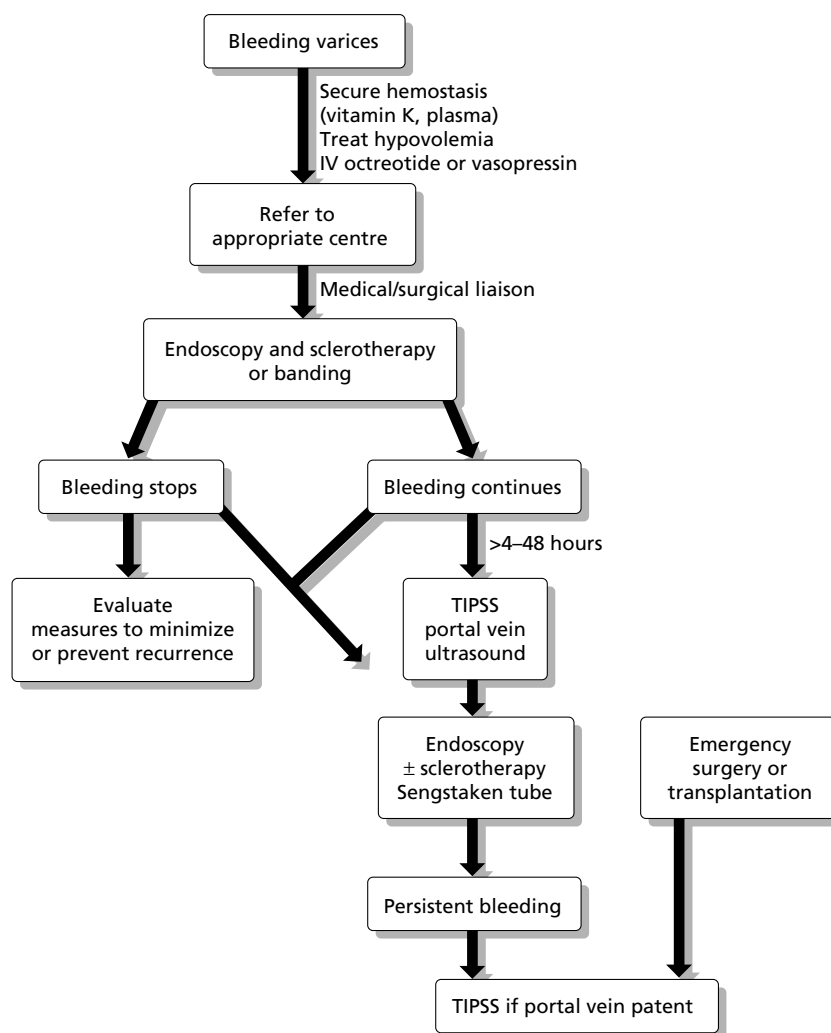 Bleeding varices
Secure hemostasis
(vitamin K, plasma)
Treat hypovolemia
IV octreotide or vasopressin
Refer to
appropriate centre
Medical/surgical liaison
Endoscopy and sclerotherapy
or banding
Bleeding stops
Bleeding continues
>4–48 hours
Evaluate
measures to minimize
or prevent recurrence
TIPSS
portal vein
ultrasound
Endoscopy
± sclerotherapy
Sengstaken tube
Emergency
surgery or
transplantation
Persistent bleeding
TIPSS if portal vein patent